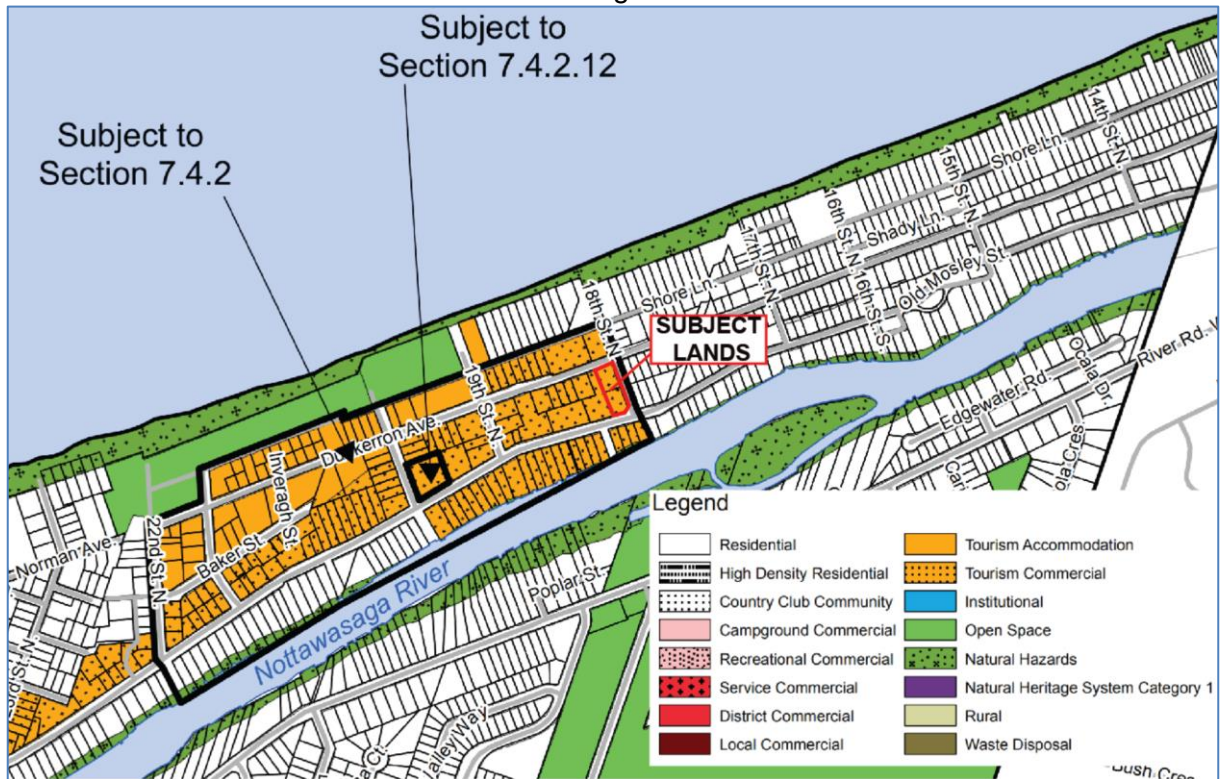 Subject to
Section 7.4.2.12
Subject to
Section 7.4.2
14th St. N.
Shore Ln.
15th St. N.
16th St. N.
Shady Ln.
17th St. N.
Old Mosley St.
16th St. S.
Shore Ln.
18th St. N.
SUBJECT
LANDS
19th St. N.
Ocala Dr.
River Rd.
Edgewater Rd.
Dunkerron Ave.
Inveragh St.
22nd St. N.
Baker St.
Norman Ave.
Poplar St.
Nottawasaga River
Legend
Residential
High Density Residential
Country Club Community
Campground Commercial
Recreational Commercial
Service Commercial
District Commercial
Local Commercial
Tourism Accommodation
Tourism Commercial
Institutional
Open Space
Natural Hazards
Natural Heritage System Category 1
Rural
Waste Disposal